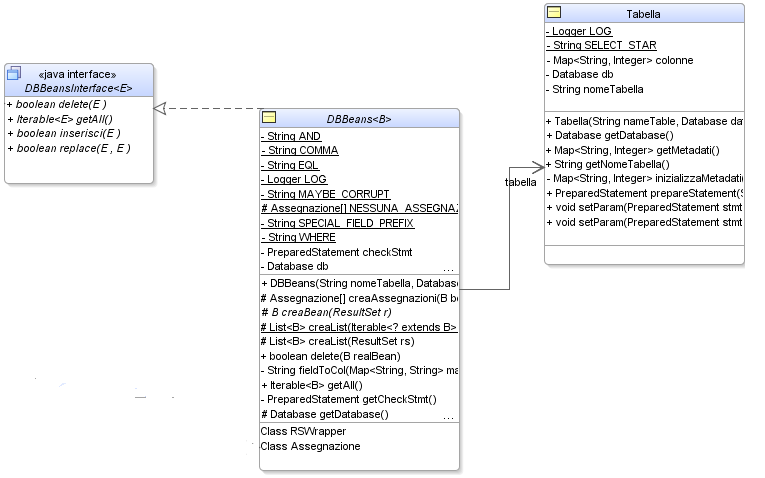 «java interface»
DBBeansInterface<E>
+ boolean delete(E )
+ Iterable<E> getAll()
+ boolean inserisci(E )
+ boolean replace(E , E )
DBBeans<B>
- String AND
- String COMMA
- String EQL
- Logger LOG
- String MAYBE_CORRUPT
# Assegnazione[] NESSUNA_ASSEGNAZ
- String SPECIAL_FIELD_PREFIX
- String WHERE
- PreparedStatement checkStmt
- Database db
...
+ DBBeans(String nomeTabella, Databas
# Assegnazione[] creaAssegnazioni(B b
# B creaBean(ResultSet r)
# List<B> creaList(Iterable<? extends B>
# List<B> creaList(ResultSet rs)
+ boolean delete(B realBean)
- String fieldToCol(Map<String, String> ma
+ Iterable<B> getAll()
- PreparedStatement getCheckStmt()
# Database getDatabase()
...
Class RSWrapper
Class Assegnazione
tabella
Tabella
- Logger LOG
- String SELECT_STAR
- Map<String, Integer> colonne
- Database db
- String nomeTabella
+ Tabella(String nameTable, Database da
+ Database getDatabase()
+ Map<String, Integer> getMetadati()
+ String getNomeTabella()
- Map<String, Integer> inizializzaMetadati
+ PreparedStatement prepareStatement(S
+ void setParam(PreparedStatement stmt
+ void setParam(PreparedStatement stmt